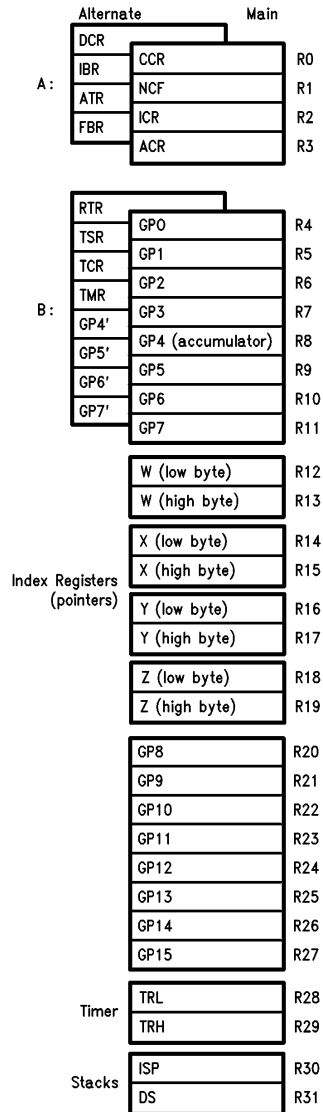 Alternate Main
DCR
CCR R0
IBR
NCF R1
A:
ATR
ICR R2
FBR
ACR R3
RTR
GP0 R4
TSR
GP1 R5
TCR
GP2 R6
TMR
GP3 R7
B:
GP4'
GP4 (accumulator) R8
GP5'
GP5 R9
GP6'
GP6 R10
GP7'
GP7 R11
W (low byte) R12
W (high byte) R13
X (low byte) R14
X (high byte) R15
Index Registers
(pointers)
Y (low byte) R16
Y (high byte) R17
Z (low byte) R18
Z (high byte) R19
GP8 R20
GP9 R21
GP10 R22
GP11 R23
GP12 R24
GP13 R25
GP14 R26
GP15 R27
Timer
TRL R28
TRH R29
Stacks
ISP R30
DS R31